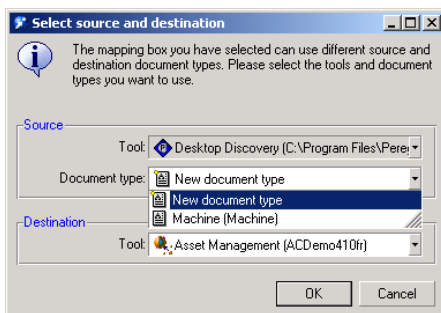 Select source and destination
The mapping box you have selected can use different source and
destination document types. Please select the tools and document
types you want to use.
Source
Tool: Desktop Discovery (C:\Program Files\Pere
Document type: New document type
New document type
Machine (Machine)
Destination
Tool: Asset Management (ACDemo410fr)
OK Cancel